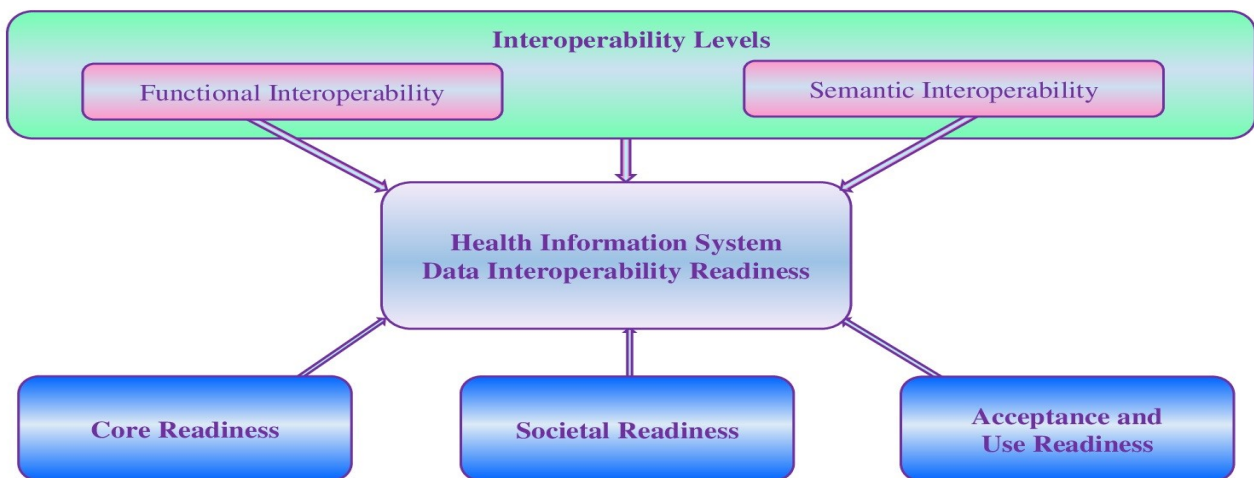 Interoperability Levels
Functional Interoperability
Semantic Interoperability
Health Information System
Data Interoperability Readiness
Core Readiness
Societal Readiness
Acceptance and
Use Readiness